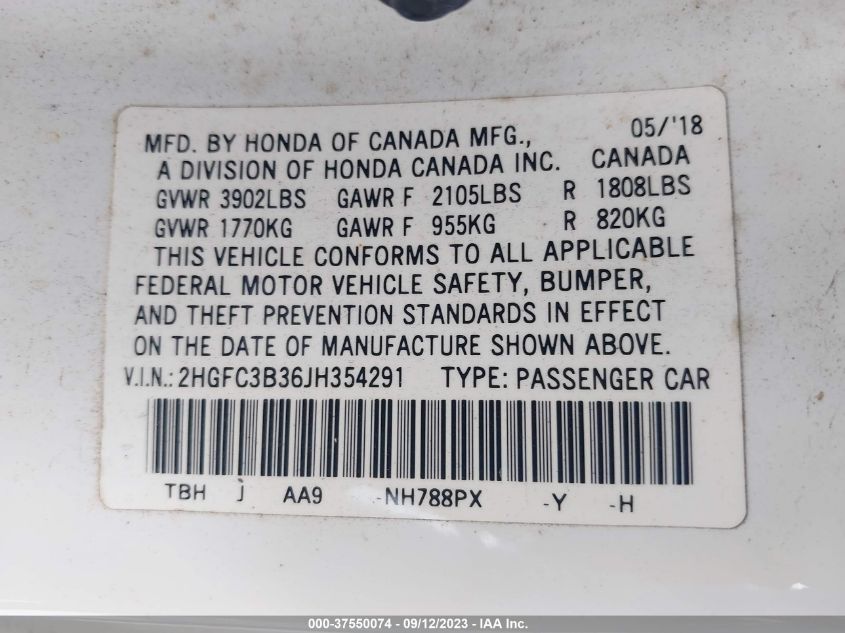 MFD. BY HONDA OF CANADA MFG., 05/'18
A DIVISION OF HONDA CANADA INC. CANADA
GVWR 3902LBS GAWR F 2105LBS R 1808LBS
GVWR 1770KG GAWR F 955KG R 820KG
THIS VEHICLE CONFORMS TO ALL APPLICABLE
FEDERAL MOTOR VEHICLE SAFETY, BUMPER,
AND THEFT PREVENTION STANDARDS IN EFFECT
ON THE DATE OF MANUFACTURE SHOWN ABOVE.
V.I.N.: 2HGFC3B36JH354291 TYPE: PASSENGER CAR
TBH J AA9 -NH788PX -Y -H
000-37550074 - 09/12/2023 - IAA Inc.